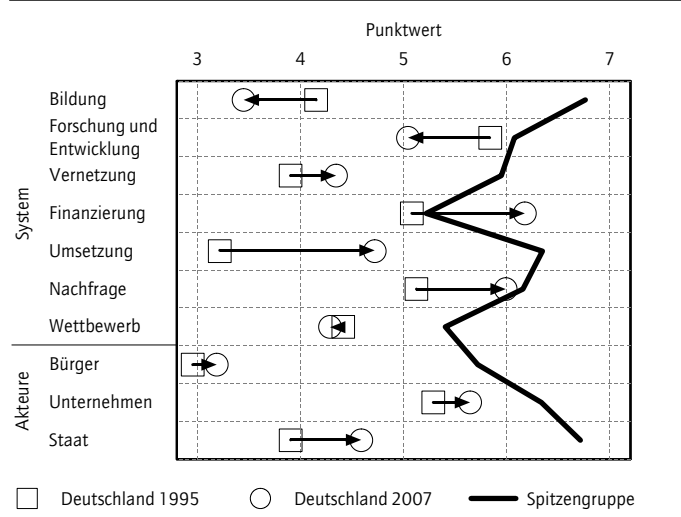 Punktwert
3 4 5 6 7
System
Bildung
Forschung und
Entwicklung
Vernetzung
Finanzierung
Umsetzung
Nachfrage
Wettbewerb
Akteure
Bürger
Unternehmen
Staat
Deutschland 1995 Deutschland 2007 Spitzengruppe